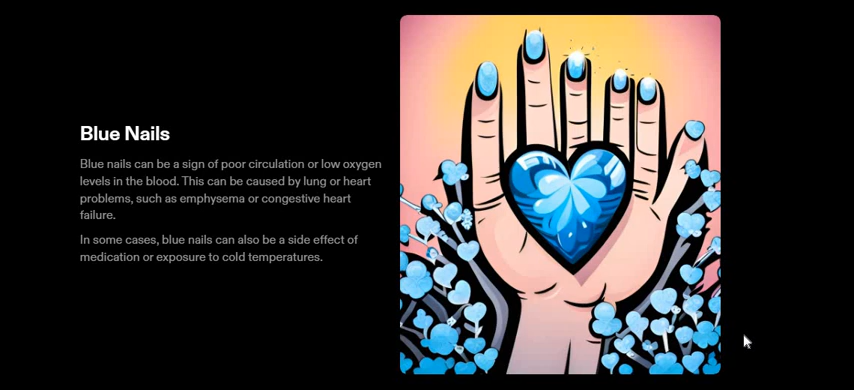 Blue Nails
Blue nails can be a sign of poor circulation or low oxygen
levels in the blood. This can be caused by lung or heart
problems, such as emphysema or congestive heart
failure.
In some cases, blue nails can also be a side effect of
medication or exposure to cold temperatures.